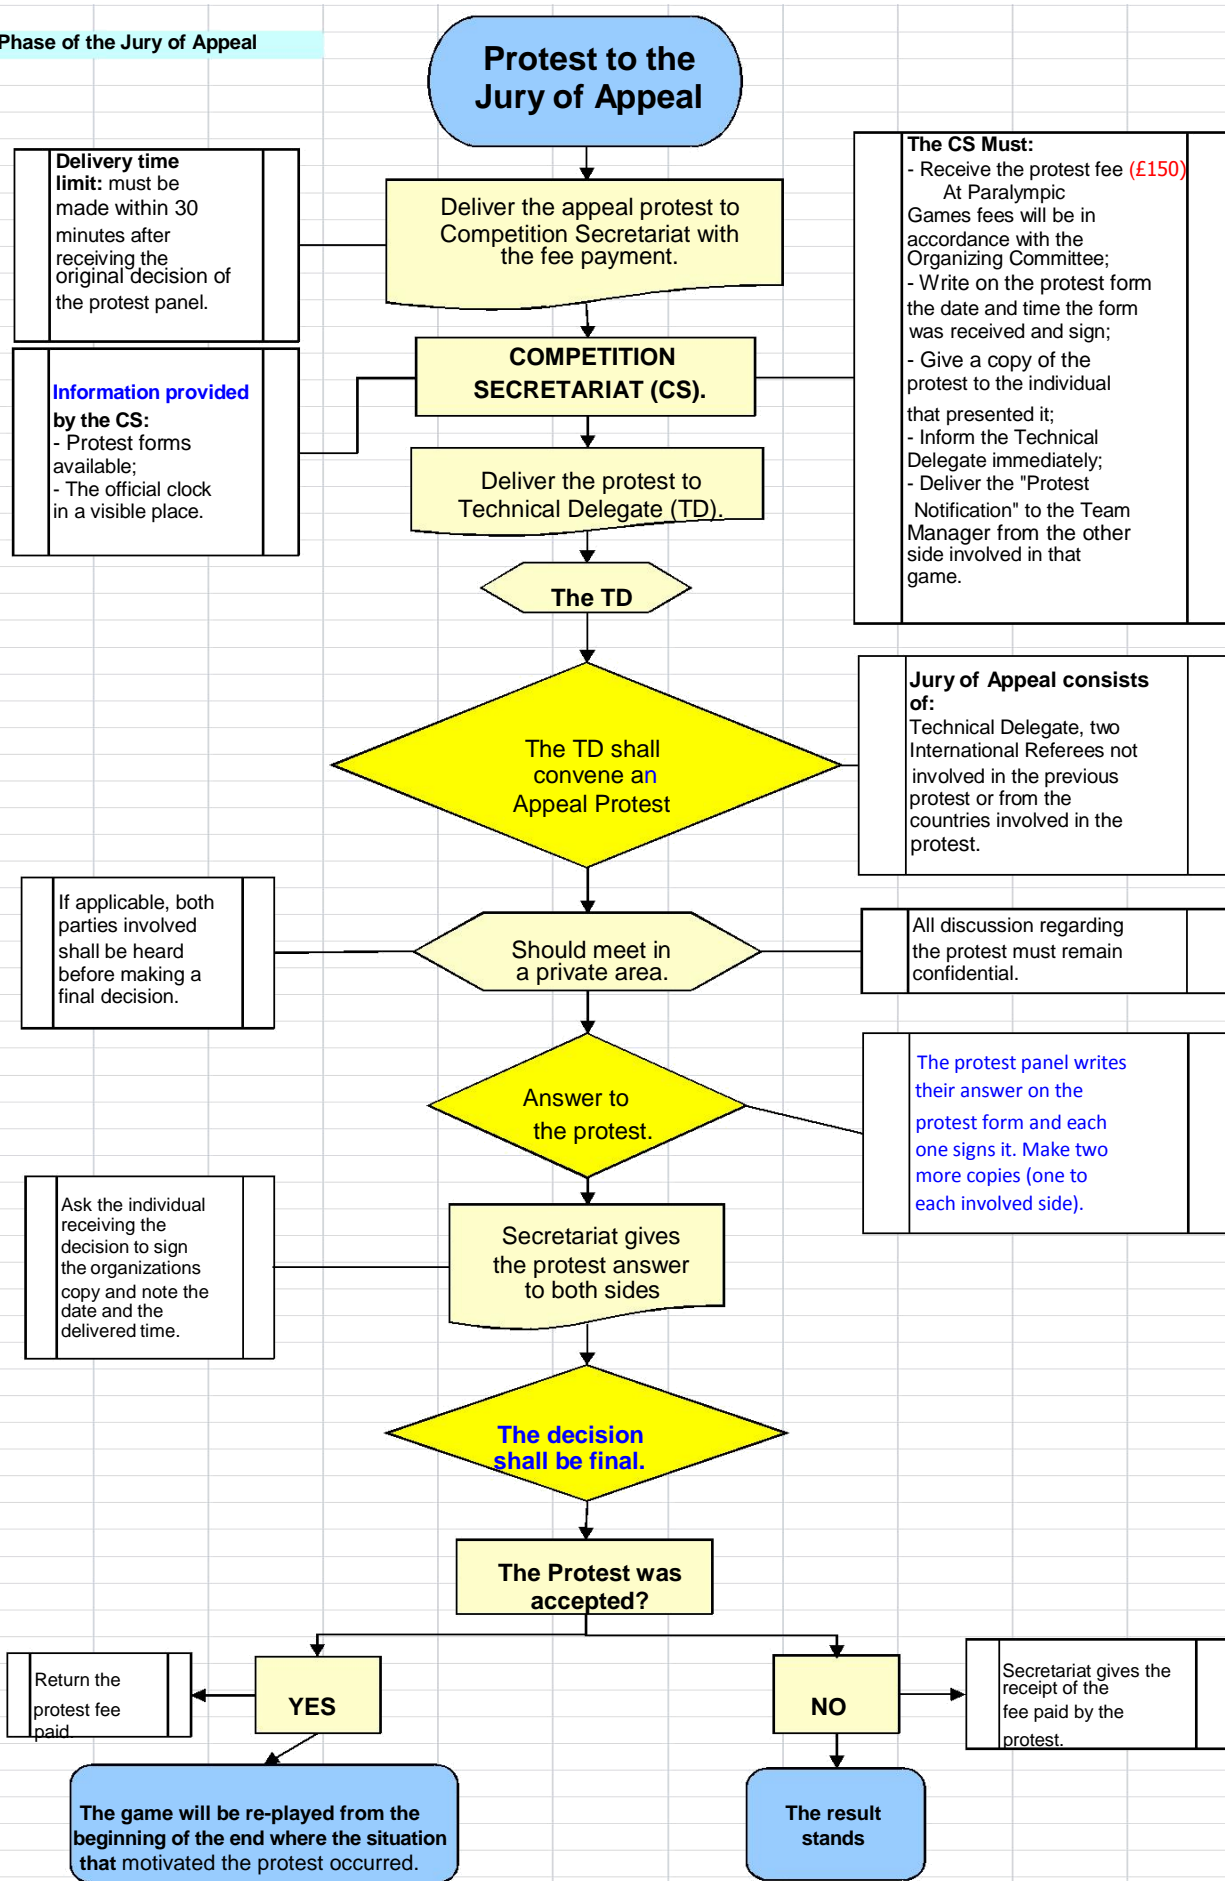 Phase of the Jury of Appeal
Protest to the
Jury of Appeal
Delivery time
limit: must be
made within 30
minutes after
receiving the
original decision of
the protest panel.
Deliver the appeal protest to
Competition Secretariat with
the fee payment.
The CS Must:
- Receive the protest fee (£150)
At Paralympic
Games fees will be in
accordance with the
Organizing Committee;
- Write on the protest form
the date and time the form
was received and sign;
- Give a copy of the
protest to the individual
that presented it;
- Inform the Technical
Delegate immediately;
- Deliver the "Protest
Notification" to the Team
Manager from the other
side involved in that
game.
Information provided
by the CS:
- Protest forms
available;
- The official clock
in a visible place.
COMPETITION
SECRETARIAT (CS).
Deliver the protest to
Technical Delegate (TD).
The TD
The TD shall
convene an
Appeal Protest
Jury of Appeal consists
of:
Technical Delegate, two
International Referees not
involved in the previous
protest or from the
countries involved in the
protest.
If applicable, both
parties involved
shall be heard
before making a
final decision.
Should meet in
a private area.
All discussion regarding
the protest must remain
confidential.
Answer to
the protest.
The protest panel writes
their answer on the
protest form and each
one signs it. Make two
more copies (one to
each involved side).
Ask the individual
receiving the
decision to sign
the organizations
copy and note the
date and the
delivered time.
Secretariat gives
the protest answer
to both sides
The decision
shall be final.
The Protest was
accepted?
Return the
protest fee
paid.
YES
NO
Secretariat gives the
receipt of the
fee paid by the
protest.
The game will be re-played from the
beginning of the end where the situation
that motivated the protest occurred.
The result
stands